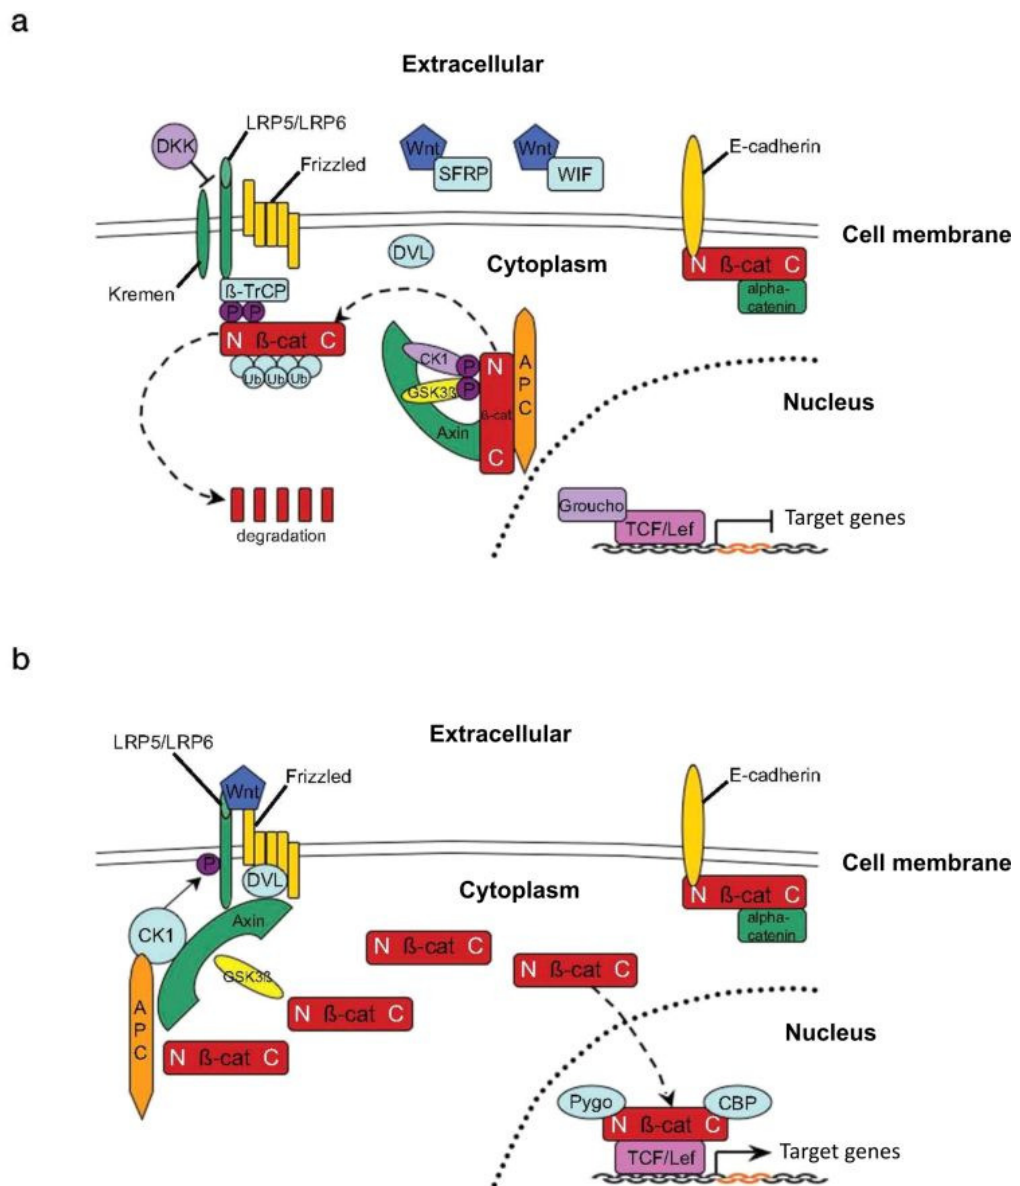 a
Extracellular
LRP5/LRP6
DKK
Frizzled
Wnt
SFRP
Wnt
WIF
E-cadherin
Cell membrane
DVL
Cytoplasm
N ß-cat C
alpha-
catenin
Kremen
ß-TrCP
P P
N ß-cat C
Ub Ub Ub
CK1
P
GSK3ß
P
Axin
N
ß-cat
C
APC
Nucleus
degradation
Groucho
TCF/Lef
Target genes
b
Extracellular
LRP5/LRP6
Wnt
Frizzled
E-cadherin
Cell membrane
P
DVL
Cytoplasm
N ß-cat C
alpha-
catenin
CK1
Axin
GSK3ß
N ß-cat C
N ß-cat C
N ß-cat C
APC
N ß-cat C
Nucleus
Pygo
CBP
N ß-cat C
TCF/Lef
Target genes